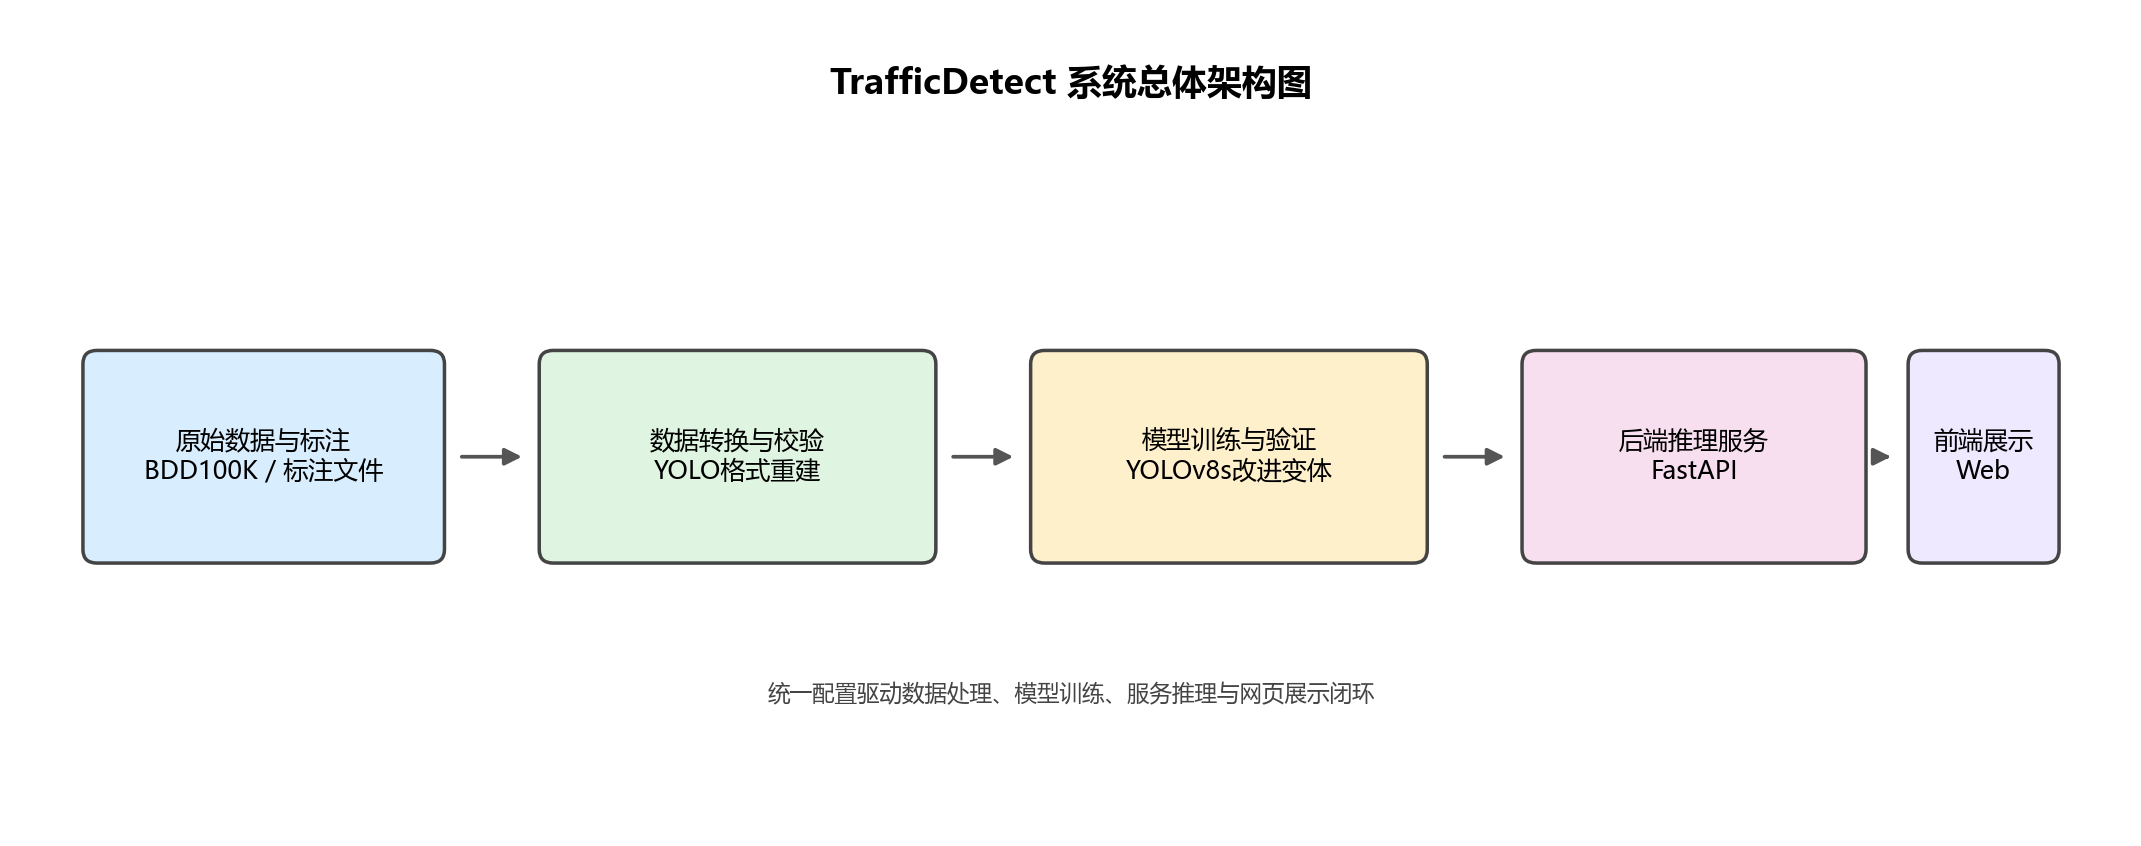 TrafficDetect 系统总体架构图
原始数据与标注
BDD100K / 标注文件
数据转换与校验
YOLO格式重建
模型训练与验证
YOLOv8s改进变体
后端推理服务
FastAPI
前端展示
Web
统一配置驱动数据处理、模型训练、服务推理与网页展示闭环